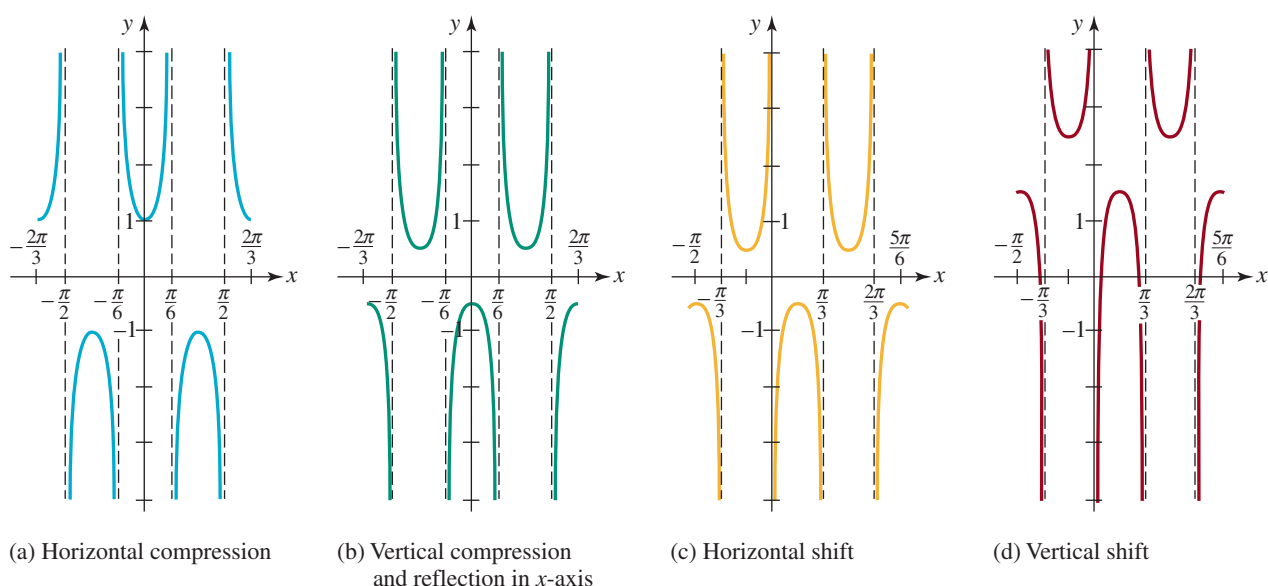 y
1
−1
−2π/3
2π/3
x
−π/2
−π/6
π/6
π/2
(a) Horizontal compression
y
1
−1
−2π/3
2π/3
x
−π/2
−π/6
π/6
π/2
(b) Vertical compression
and reflection in x-axis
y
1
−1
−π/2
5π/6
x
−π/3
π/3
2π/3
(c) Horizontal shift
y
1
−1
−π/2
5π/6
x
−π/3
π/3
2π/3
(d) Vertical shift